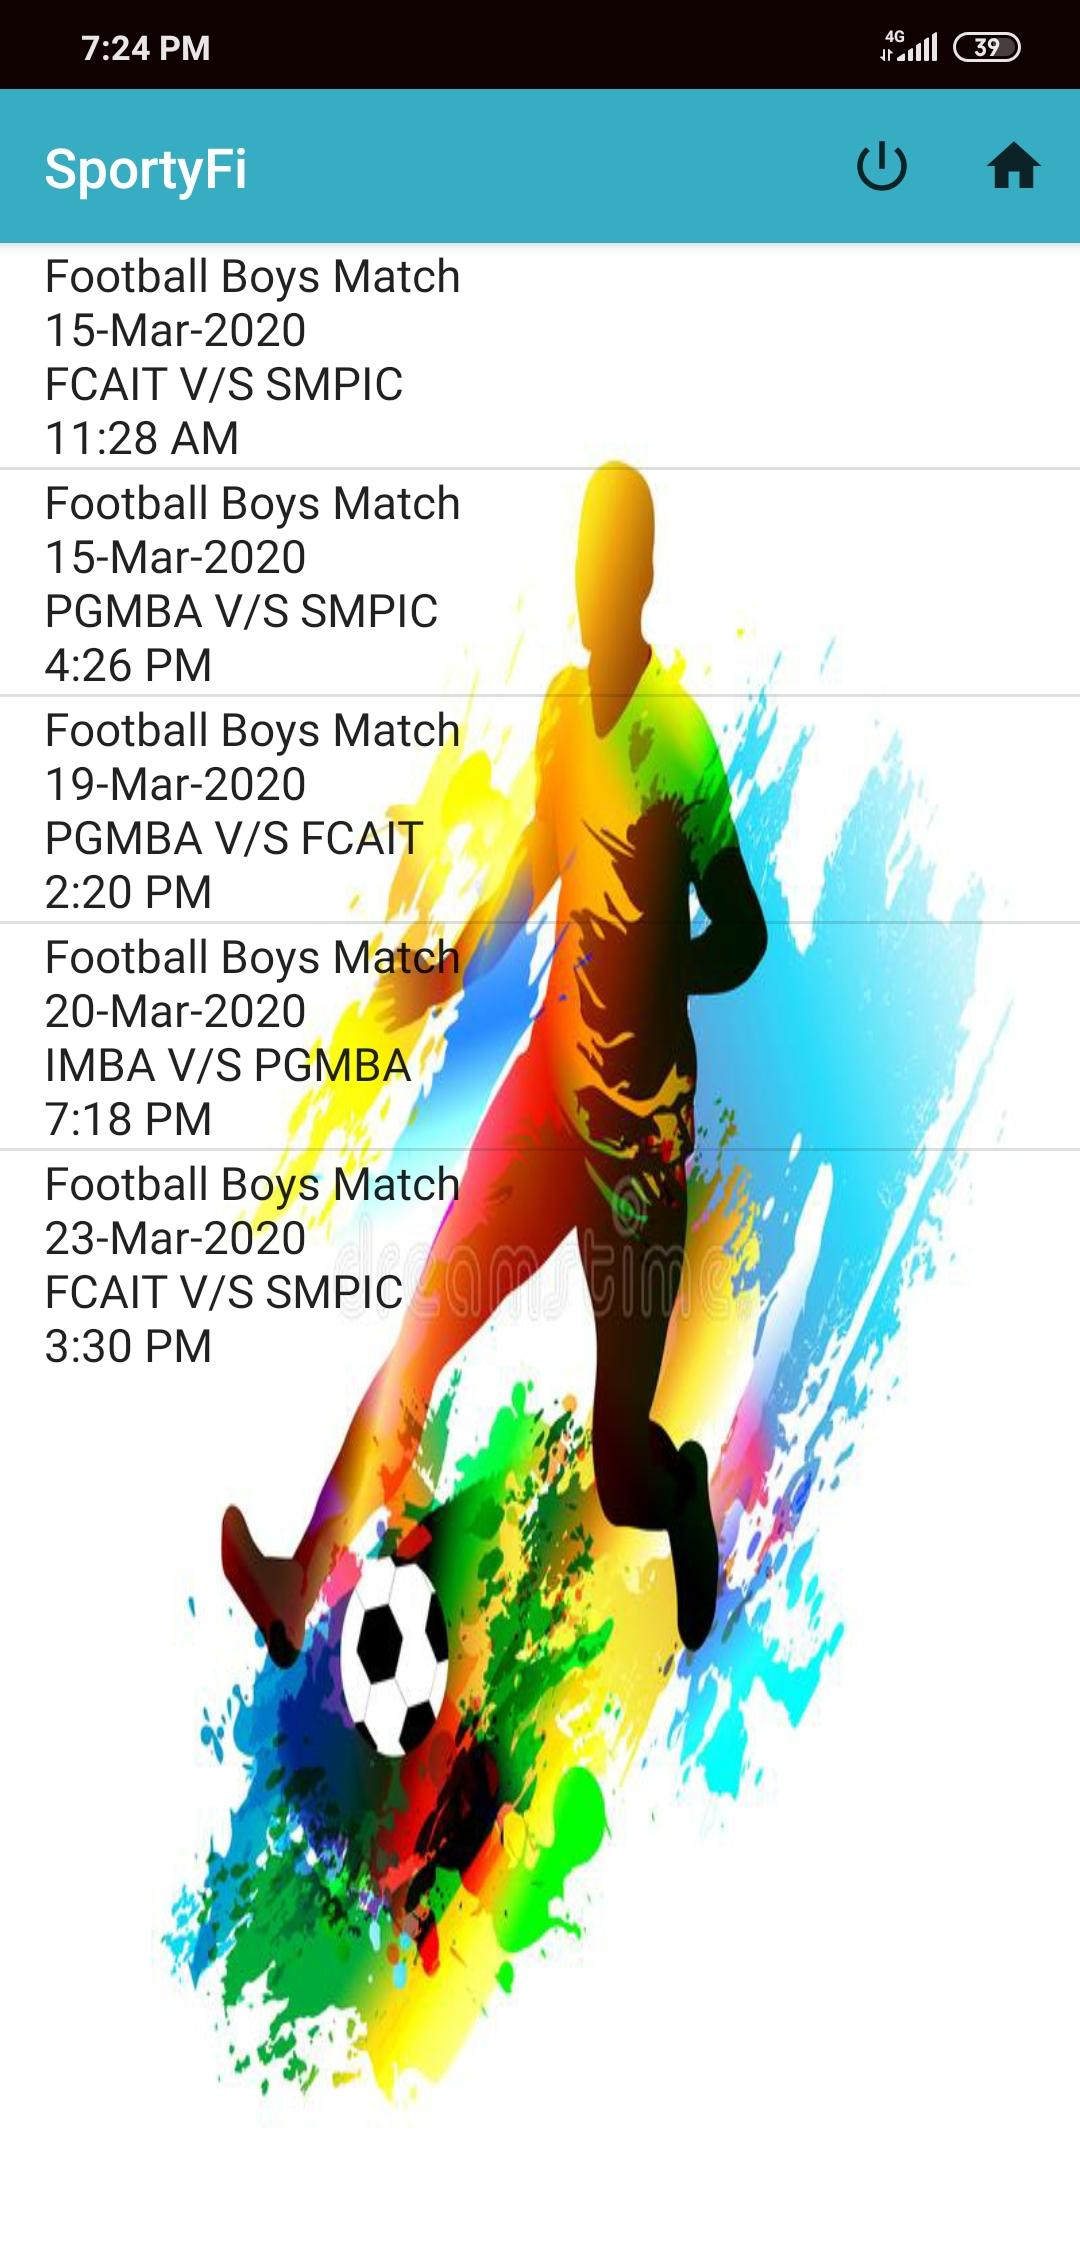 7:24 PM
4G
39
SportyFi
Football Boys Match
15-Mar-2020
FCAIT V/S SMPIC
11:28 AM
Football Boys Match
15-Mar-2020
PGMBA V/S SMPIC
4:26 PM
Football Boys Match
19-Mar-2020
PGMBA V/S FCAIT
2:20 PM
Football Boys Match
20-Mar-2020
IMBA V/S PGMBA
7:18 PM
Football Boys Match
23-Mar-2020
FCAIT V/S SMPIC
3:30 PM
dreamstime